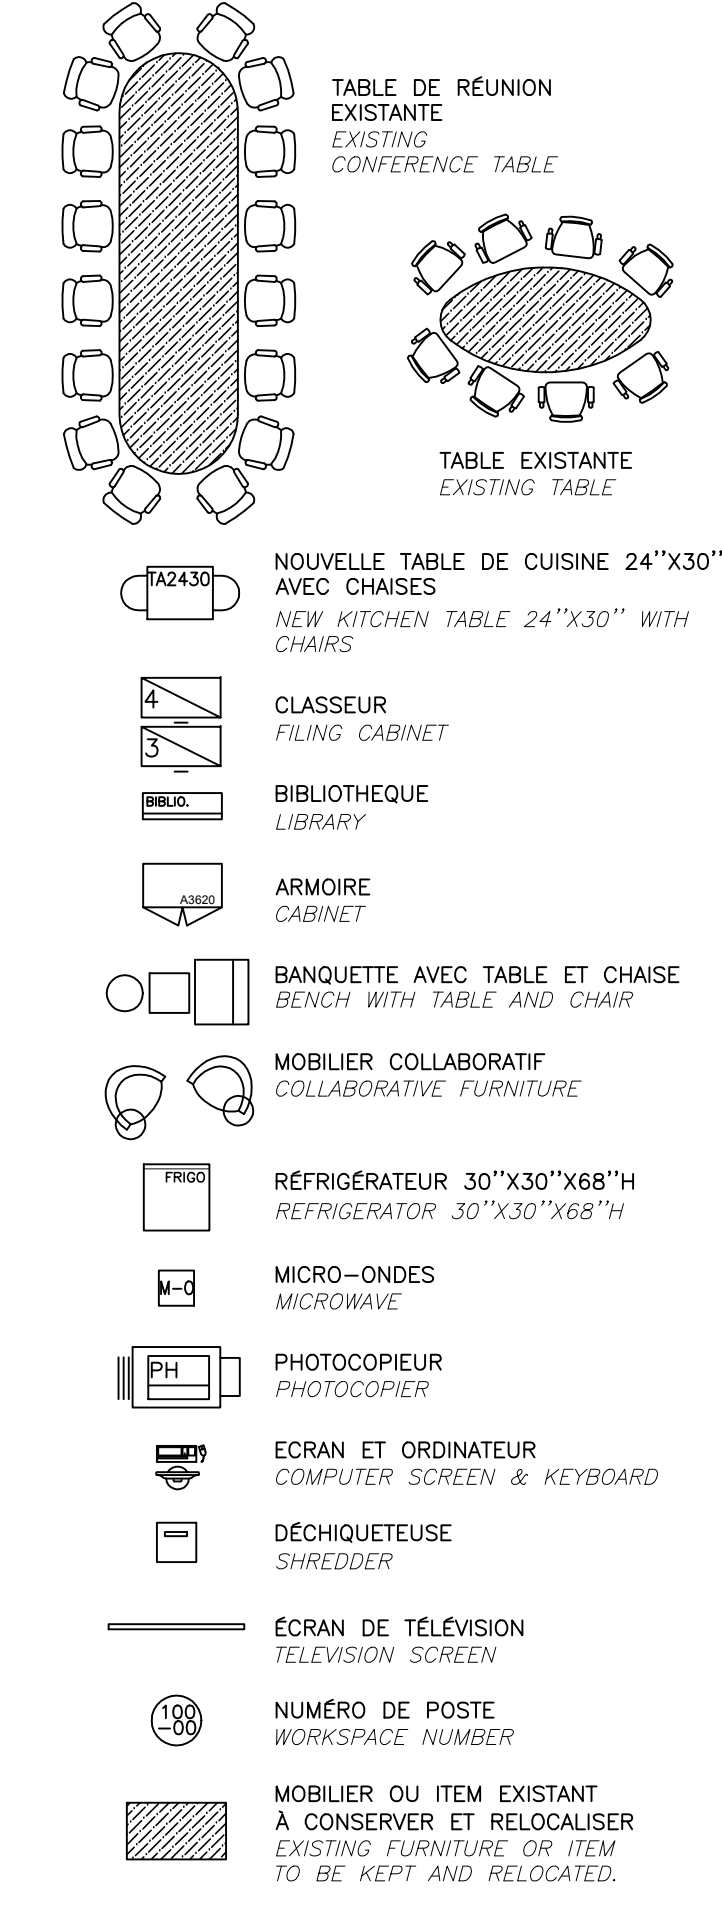 TABLE DE RÉUNION
EXISTANTE
EXISTING
CONFERENCE TABLE
TABLE EXISTANTE
EXISTING TABLE
TA2430
NOUVELLE TABLE DE CUISINE 24''X30''
AVEC CHAISES
NEW KITCHEN TABLE 24''X30'' WITH
CHAIRS
4
3
CLASSEUR
FILING CABINET
BIBLIO.
BIBLIOTHEQUE
LIBRARY
A3620
ARMOIRE
CABINET
BANQUETTE AVEC TABLE ET CHAISE
BENCH WITH TABLE AND CHAIR
MOBILIER COLLABORATIF
COLLABORATIVE FURNITURE
FRIGO
RÉFRIGÉRATEUR 30''X30''X68''H
REFRIGERATOR 30''X30''X68''H
M-O
MICRO-ONDES
MICROWAVE
PH
PHOTOCOPIEUR
PHOTOCOPIER
ECRAN ET ORDINATEUR
COMPUTER SCREEN & KEYBOARD
DÉCHIQUETEUSE
SHREDDER
ÉCRAN DE TÉLÉVISION
TELEVISION SCREEN
100
-00
NUMÉRO DE POSTE
WORKSPACE NUMBER
MOBILIER OU ITEM EXISTANT
À CONSERVER ET RELOCALISER
EXISTING FURNITURE OR ITEM
TO BE KEPT AND RELOCATED.